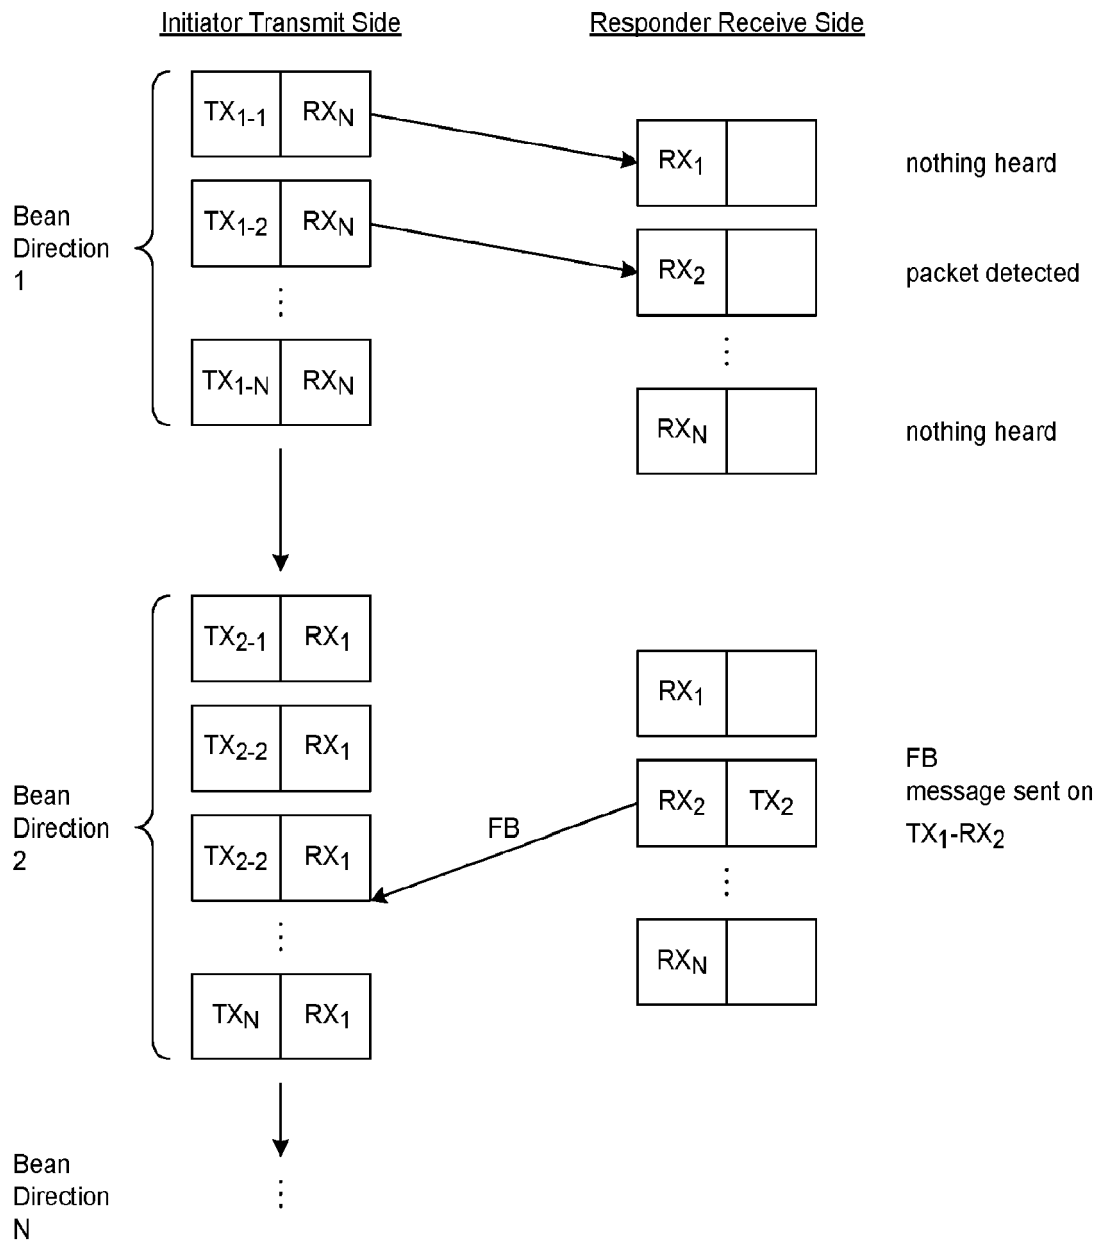 Initiator Transmit Side
Responder Receive Side
Bean
Direction
1
TX1-1 RXN
RX1
nothing heard
TX1-2 RXN
RX2
packet detected
⋮
⋮
TX1-N RXN
RXN
nothing heard
Bean
Direction
2
TX2-1 RX1
RX1
TX2-2 RX1
RX2 TX2
FB
message sent on
TX1-RX2
FB
TX2-2 RX1
⋮
⋮
RXN
TXN RX1
Bean
Direction
N
⋮